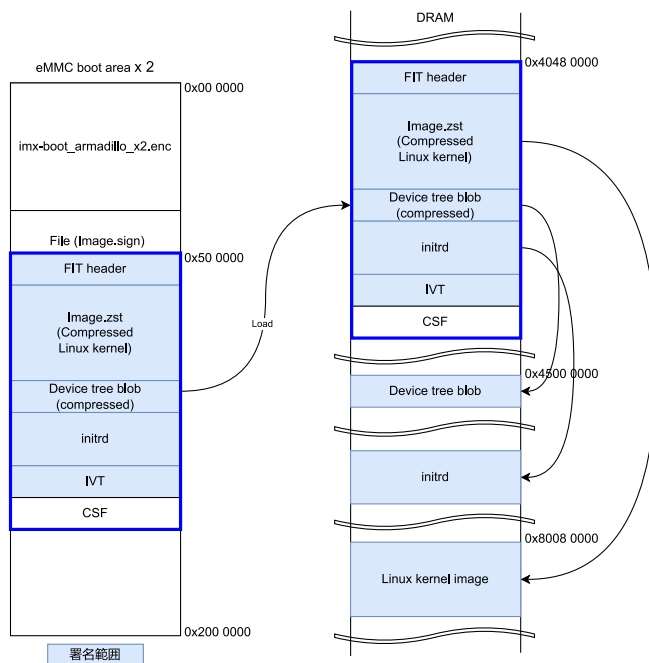 eMMC boot area x 2
0x00 0000
imx-boot_armadillo_x2.enc
File (Image.sign)
0x50 0000
FIT header
Image.zst
(Compressed
Linux kernel)
Device tree blob
(compressed)
initrd
IVT
CSF
0x200 0000
署名範囲
Load
DRAM
0x4048 0000
FIT header
Image.zst
(Compressed
Linux kernel)
Device tree blob
(compressed)
initrd
IVT
CSF
0x4500 0000
Device tree blob
initrd
0x8008 0000
Linux kernel image